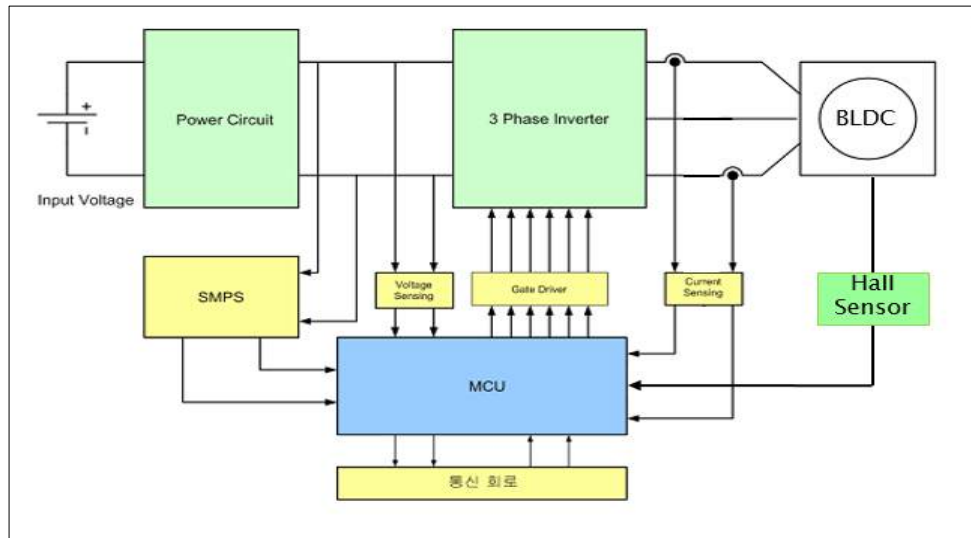 Power Circuit
3 Phase Inverter
BLDC
+
-
Input Voltage
SMPS
Voltage
Sensing
Gate Driver
Current
Sensing
Hall
Sensor
MCU
통신 회로